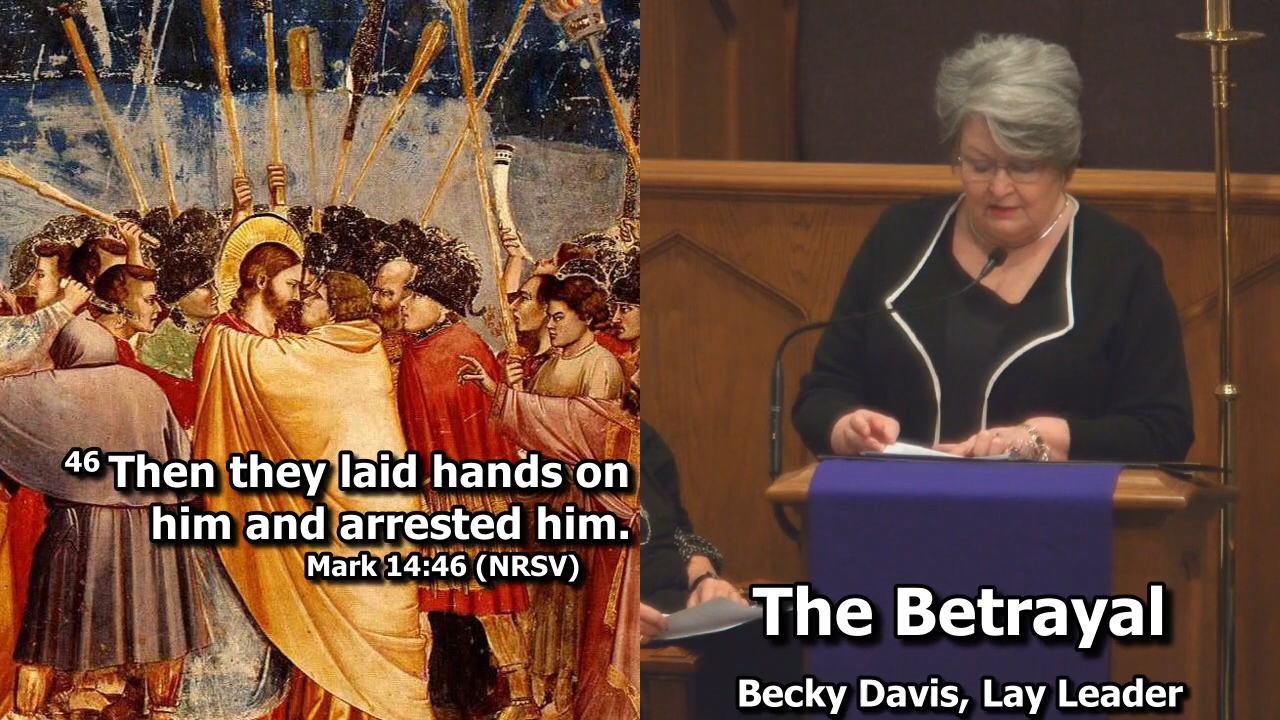 46 Then they laid hands on
him and arrested him.
Mark 14:46 (NRSV)
The Betrayal
Becky Davis, Lay Leader